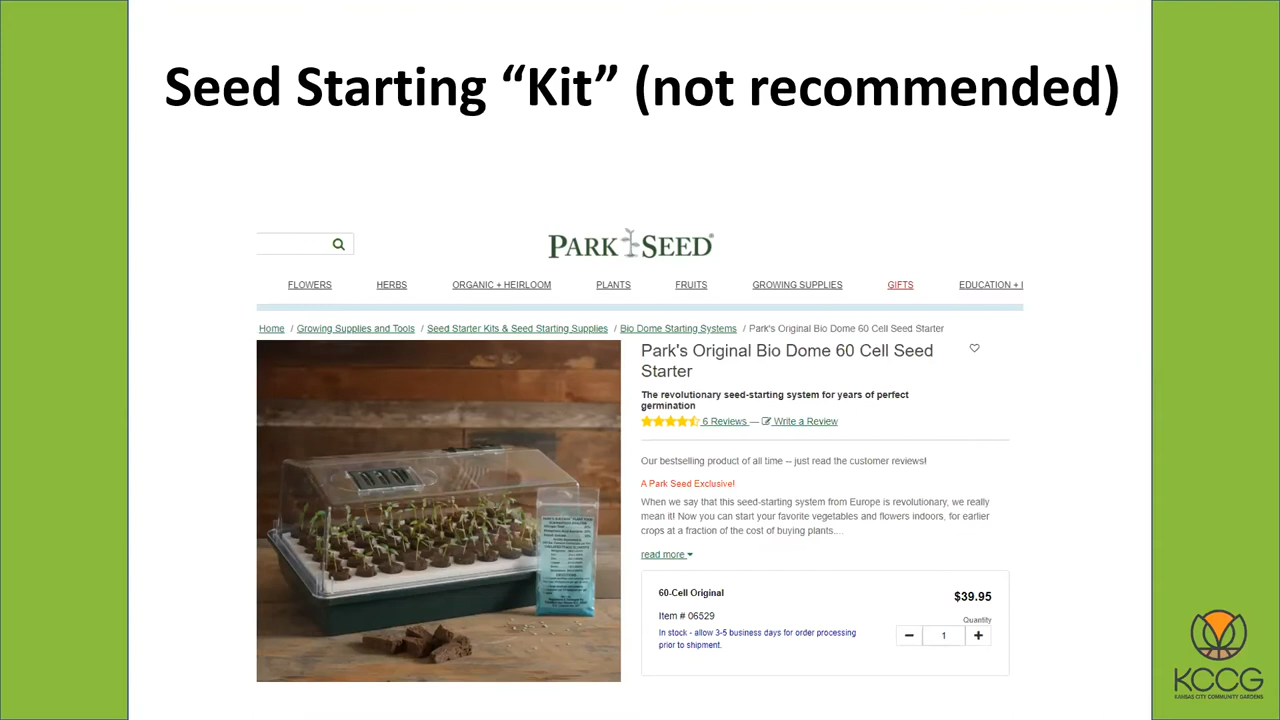 Seed Starting “Kit” (not recommended)
PARK SEED®
FLOWERS HERBS ORGANIC + HEIRLOOM PLANTS FRUITS GROWING SUPPLIES GIFTS EDUCATION + I
Home / Growing Supplies and Tools / Seed Starter Kits & Seed Starting Supplies / Bio Dome Starting Systems / Park's Original Bio Dome 60 Cell Seed Starter
Park's Original Bio Dome 60 Cell Seed
Starter
The revolutionary seed-starting system for years of perfect
germination
6 Reviews — Write a Review
Our bestselling product of all time -- just read the customer reviews!
A Park Seed Exclusive!
When we say that this seed-starting system from Europe is revolutionary, we really
mean it! Now you can start your favorite vegetables and flowers indoors, for earlier
crops at a fraction of the cost of buying plants....
read more
60-Cell Original
$39.95
Item # 06529
Quantity
In stock - allow 3-5 business days for order processing
prior to shipment.
− 1 +
KCCG
KANSAS CITY COMMUNITY GARDENS